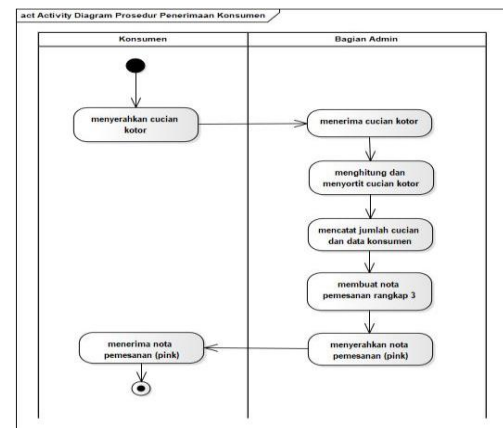 act Activity Diagram Prosedur Penerimaan Konsumen
Konsumen
Bagian Admin
menyerahkan cucian
kotor
menerima cucian kotor
menghitung dan
menyortit cucian kotor
mencatat jumlah cucian
dan data konsumen
membuat nota
pemesanan rangkap 3
menyerahkan nota
pemesanan (pink)
menerima nota
pemesanan (pink)